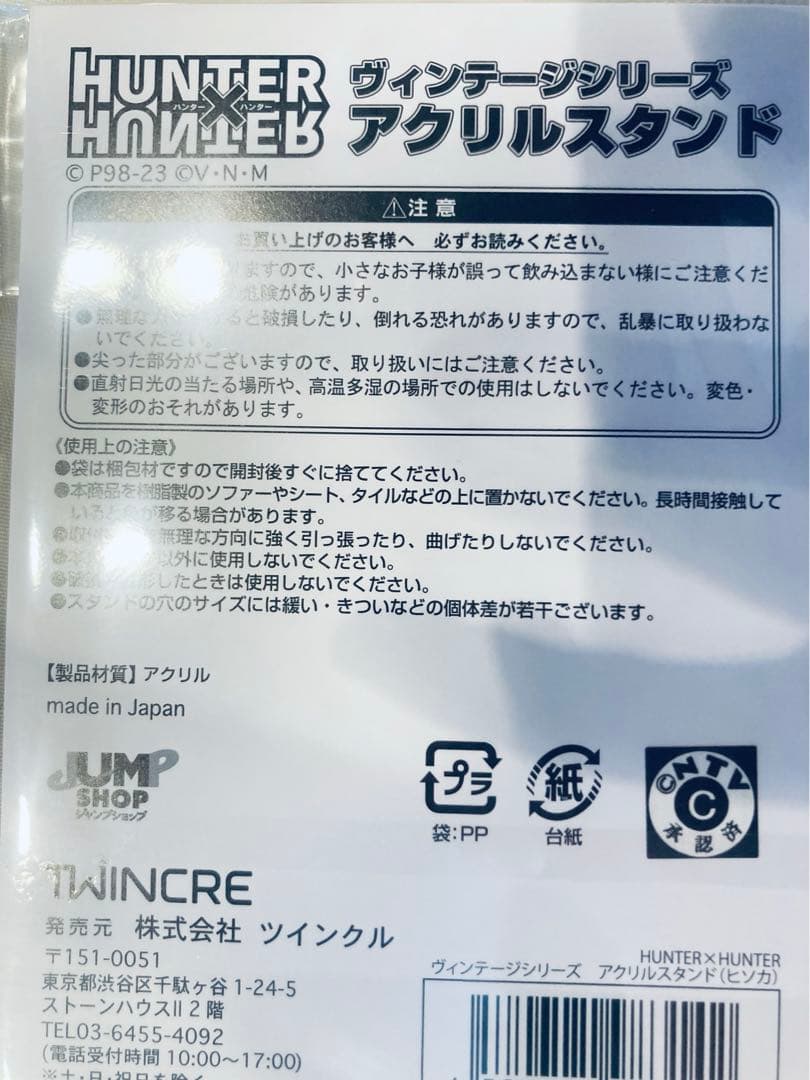 HUNTER×HUNTER
ハンター ハンター
ヴィンテージシリーズ
アクリルスタンド
© P98-23 ©V・N・M
⚠注意
買い上げのお客様へ 必ずお読みください。
ますので、小さなお子様が誤って飲み込まない様にご注意くだ
危険があります。
●無理な ると破損したり、倒れる恐れがありますので、乱暴に取り扱わな
いでください。
●尖った部分がございますので、取り扱いにはご注意ください。
●直射日光の当たる場所や、高温多湿の場所での使用はしないでください。変色・
変形のおそれがあります。
《使用上の注意》
●袋は梱包材ですので開封後すぐに捨ててください。
●本商品を樹脂製のソファーやシート、タイルなどの上に置かないでください。長時間接触して
いると色が移る場合があります。
無理な方向に強く引っ張ったり、曲げたりしないでください。
以外に使用しないでください。
したときは使用しないでください。
●スタンドの穴のサイズには緩い・きついなどの個体差が若干ございます。
【製品材質】アクリル
made in Japan
JUMP
SHOP
ジャンプショップ
プラ
袋:PP
紙
台紙
©NTV
C
承認済
TWINCRE
発売元 株式会社 ツインクル
〒151-0051
東京都渋谷区千駄ヶ谷 1-24-5
ストーンハウスII 2 階
TEL03-6455-4092
(電話受付時間 10:00〜17:00)
※土・日・祝日を除く
HUNTER×HUNTER
ヴィンテージシリーズ アクリルスタンド(ヒソカ)